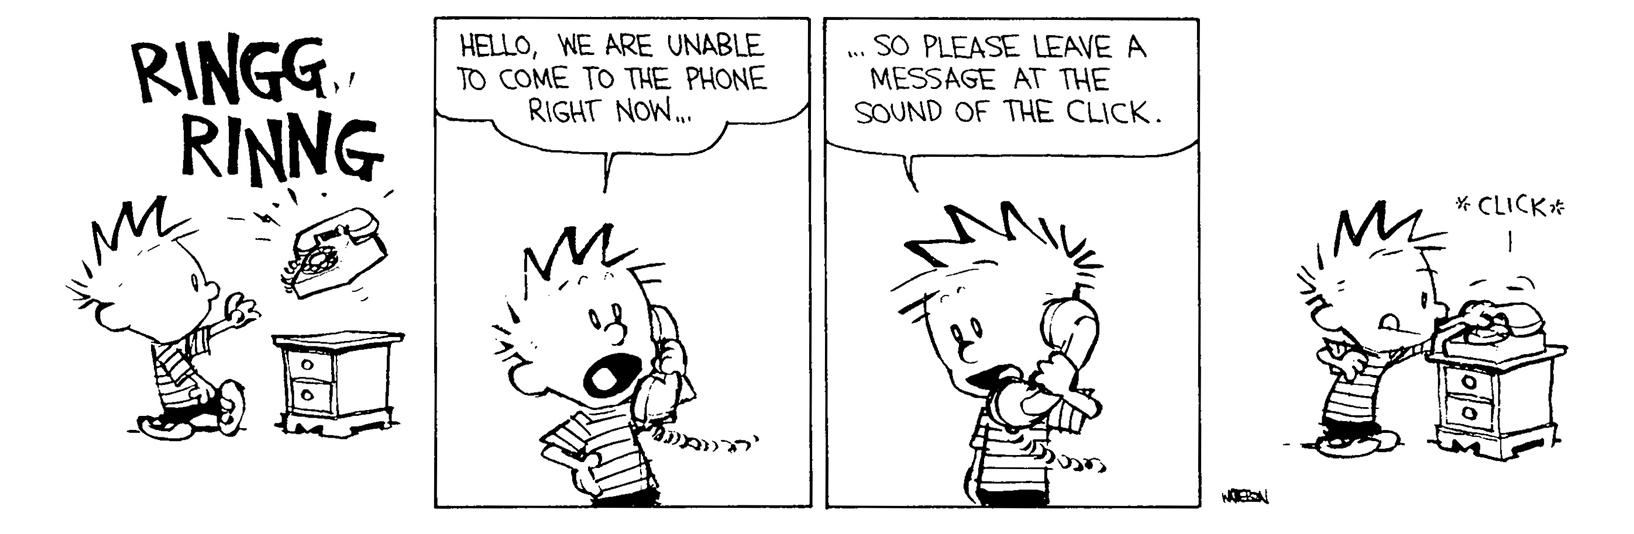 RINGG
RINNG
HELLO, WE ARE UNABLE
TO COME TO THE PHONE
RIGHT NOW...
...SO PLEASE LEAVE A
MESSAGE AT THE
SOUND OF THE CLICK.
*CLICK*
WATTERSON